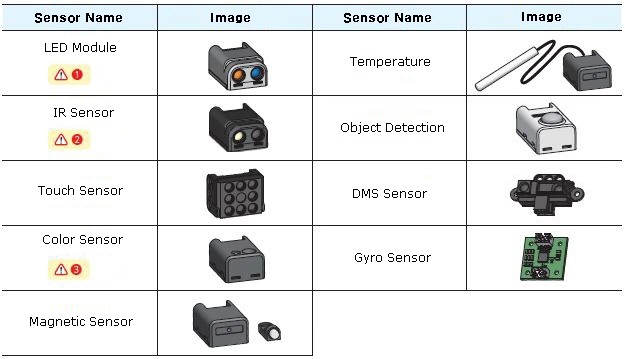 Sensor Name Image Sensor Name Image
LED Module
⚠ 1
Temperature
IR Sensor
⚠ 2
Object Detection
Touch Sensor
DMS Sensor
Color Sensor
⚠ 3
Gyro Sensor
Magnetic Sensor